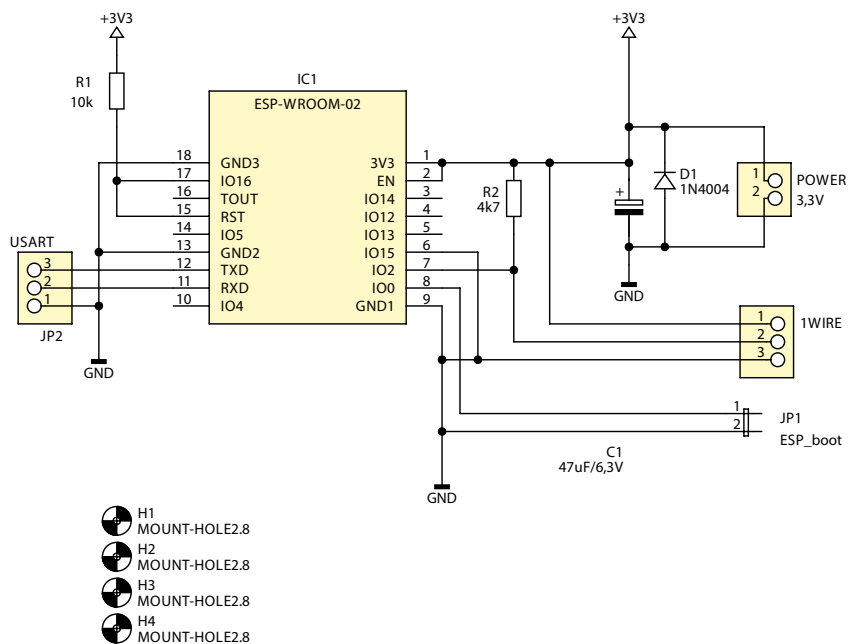 +3V3
+3V3
R1
10k
IC1
ESP-WROOM-02
18 GND3
17 IO16
16 TOUT
15 RST
14 IO5
13 GND2
12 TXD
11 RXD
10 IO4
3V3 1
EN 2
IO14 3
IO12 4
IO13 5
IO15 6
IO2 7
IO0 8
GND1 9
R2
4k7
+
D1
1N4004
1
2
POWER
3,3V
GND
USART
3
2
1
JP2
GND
1
2
3
1WIRE
1
2
JP1
ESP_boot
C1
47uF/6,3V
GND
H1
MOUNT-HOLE2.8
H2
MOUNT-HOLE2.8
H3
MOUNT-HOLE2.8
H4
MOUNT-HOLE2.8